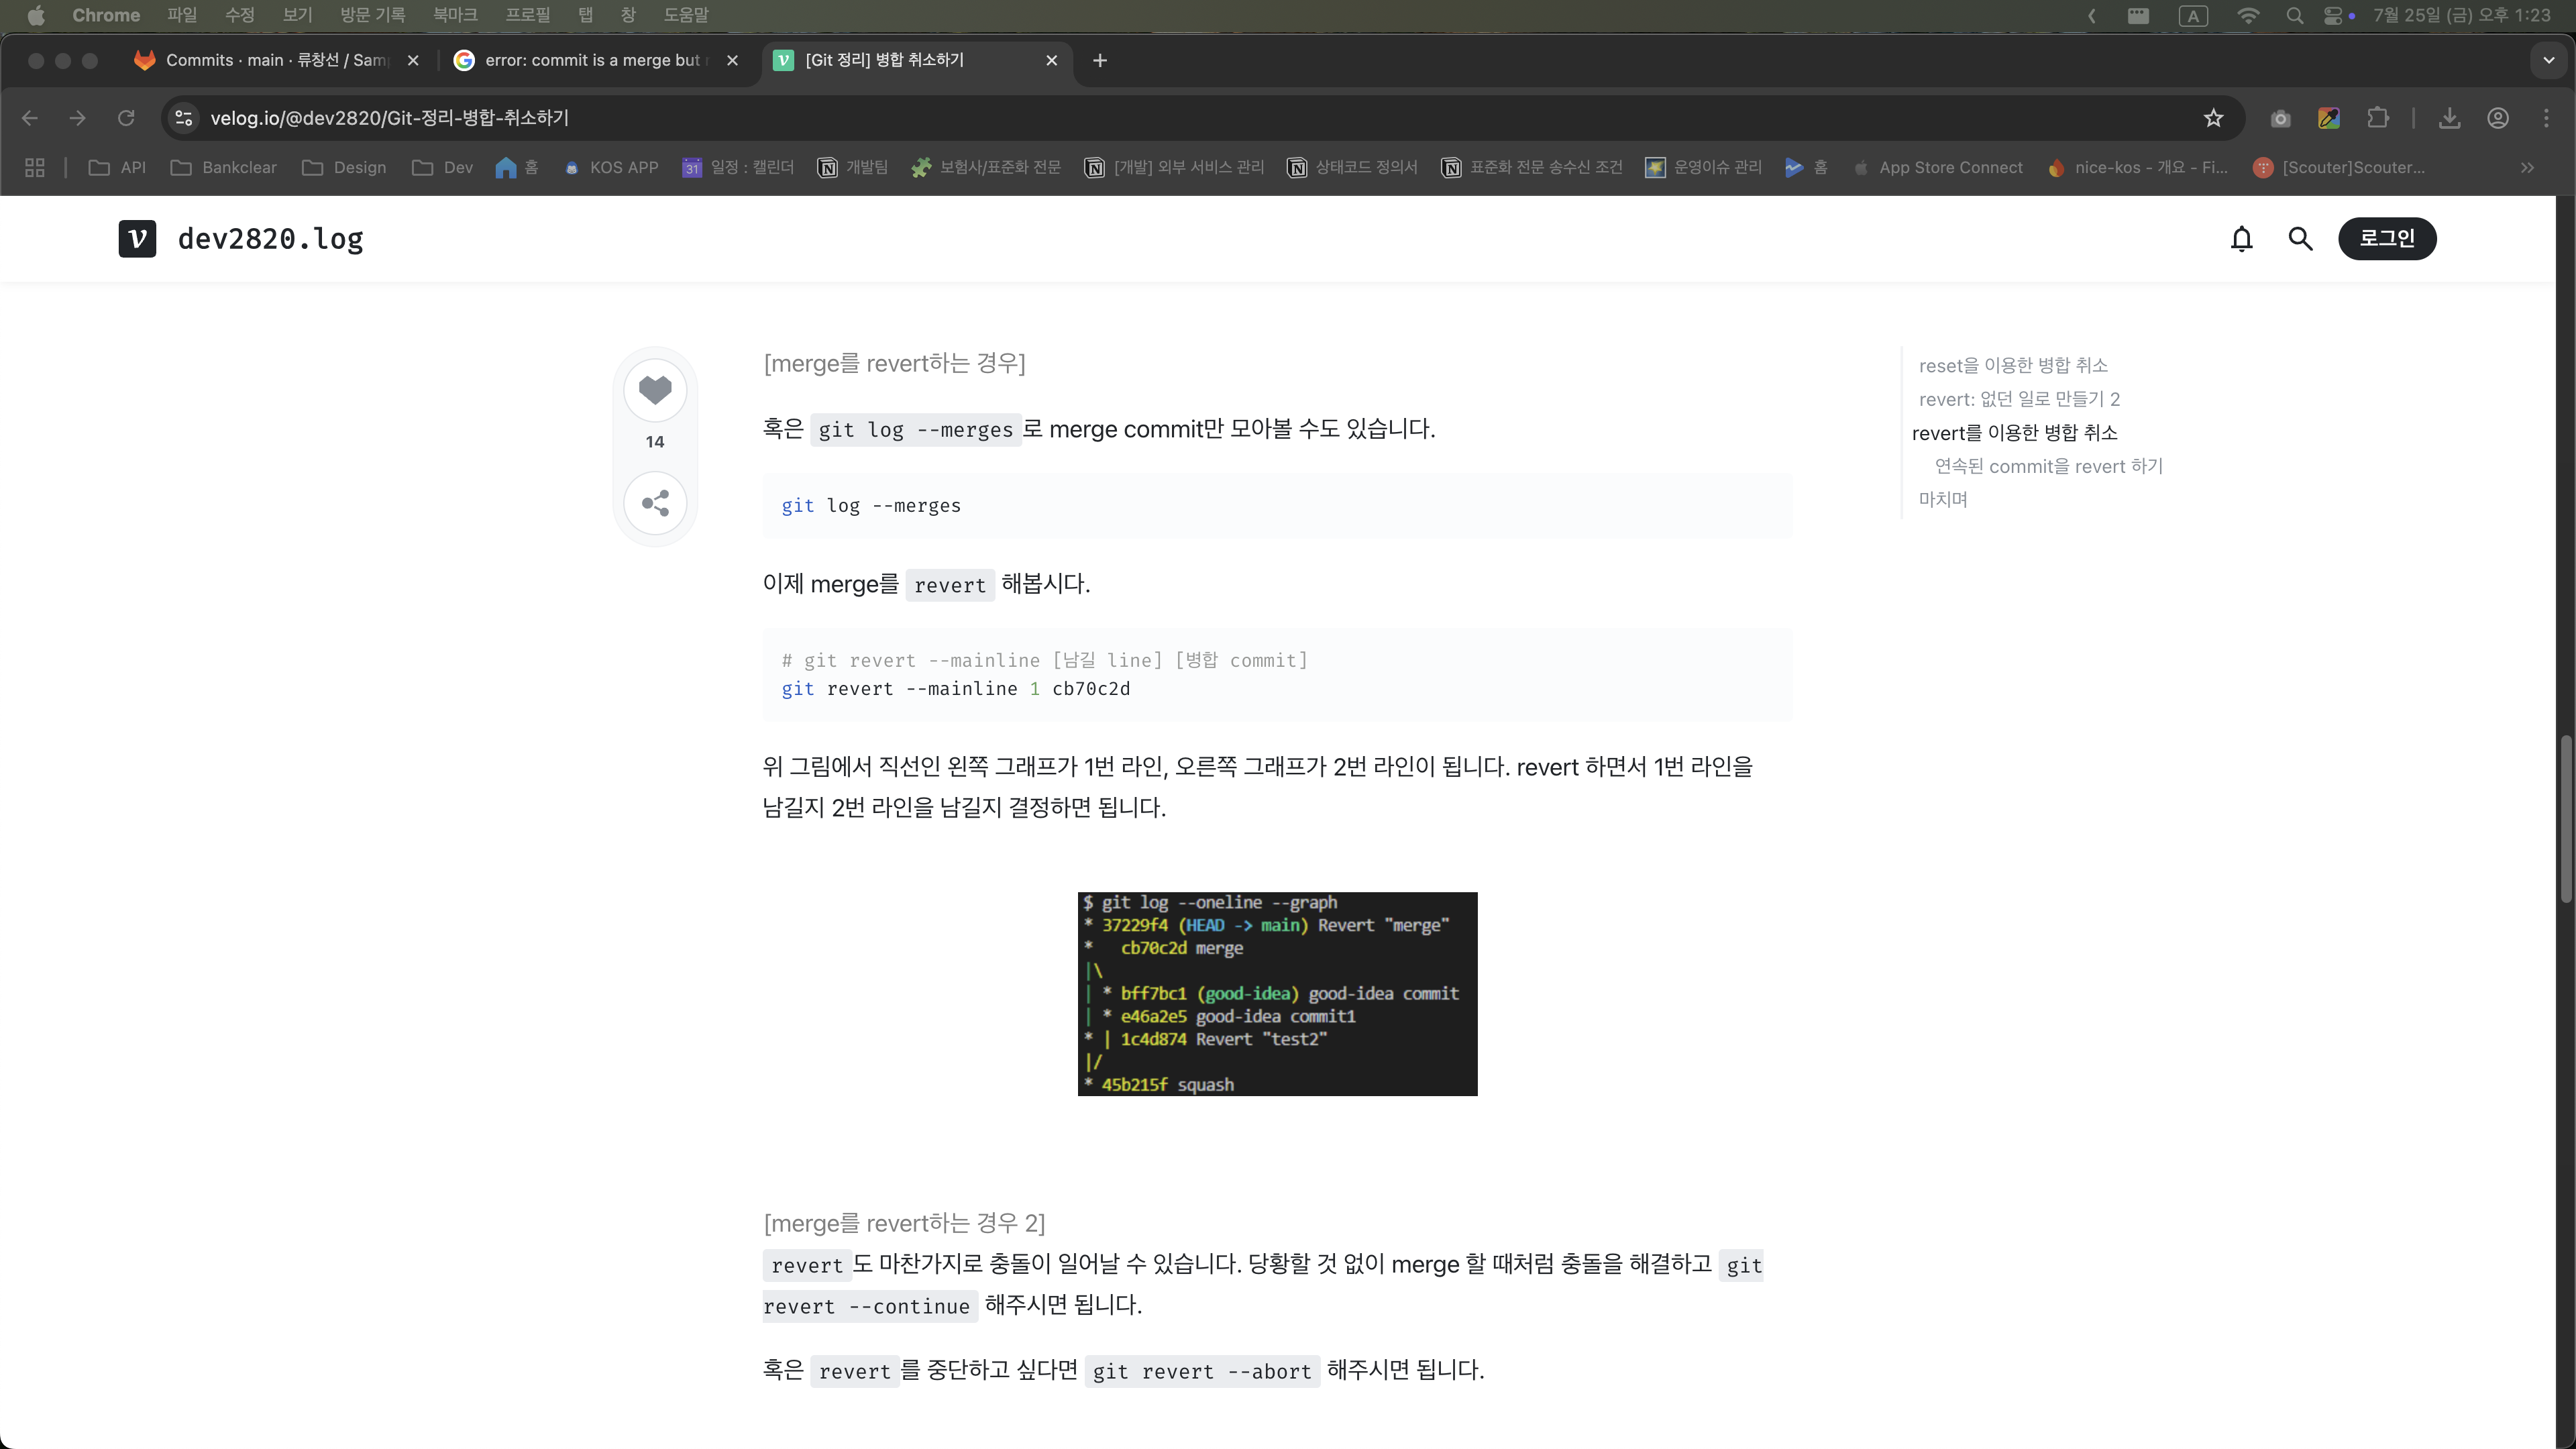 Chrome 파일 수정 보기 방문 기록 북마크 프로필 탭 창 도움말 A 7월 25일 (금) 오후 1:23
Commits · main · 류창선 / Sam
error: commit is a merge but
[Git 정리] 병합 취소하기
velog.io/@dev2820/Git-정리-병합-취소하기
API Bankclear Design Dev 홈 KOS APP 31 일정 : 캘린더 개발팀 보험사/표준화 전문 [개발] 외부 서비스 관리 상태코드 정의서 표준화 전문 송수신 조건 운영이슈 관리 홈 App Store Connect nice-kos - 개요 - Fi... [Scouter]Scouter...
v dev2820.log 로그인
14
[merge를 revert하는 경우]
혹은 git log --merges로 merge commit만 모아볼 수도 있습니다.
git log --merges
이제 merge를 revert 해봅시다.
# git revert --mainline [남길 line] [병합 commit]
git revert --mainline 1 cb70c2d
위 그림에서 직선인 왼쪽 그래프가 1번 라인, 오른쪽 그래프가 2번 라인이 됩니다. revert 하면서 1번 라인을
남길지 2번 라인을 남길지 결정하면 됩니다.
$ git log --oneline --graph
* 37229f4 (HEAD -> main) Revert "merge"
*   cb70c2d merge
|\
| * bff7bc1 (good-idea) good-idea commit
| * e46a2e5 good-idea commit1
* | 1c4d874 Revert "test2"
|/
* 45b215f squash
[merge를 revert하는 경우 2]
revert도 마찬가지로 충돌이 일어날 수 있습니다. 당황할 것 없이 merge 할 때처럼 충돌을 해결하고 git
revert --continue 해주시면 됩니다.
혹은 revert를 중단하고 싶다면 git revert --abort 해주시면 됩니다.
reset을 이용한 병합 취소
revert: 없던 일로 만들기 2
revert를 이용한 병합 취소
연속된 commit을 revert 하기
마치며